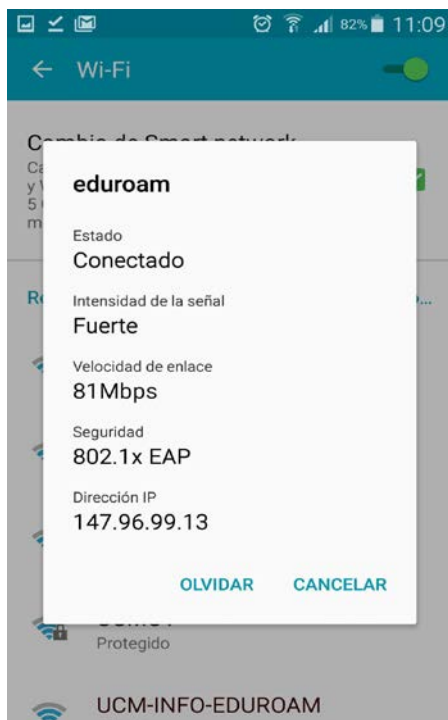 82% 11:09
Wi-Fi
eduroam
Estado
Conectado
Intensidad de la señal
Fuerte
Velocidad de enlace
81Mbps
Seguridad
802.1x EAP
Dirección IP
147.96.99.13
OLVIDAR CANCELAR
Protegido
UCM-INFO-EDUROAM